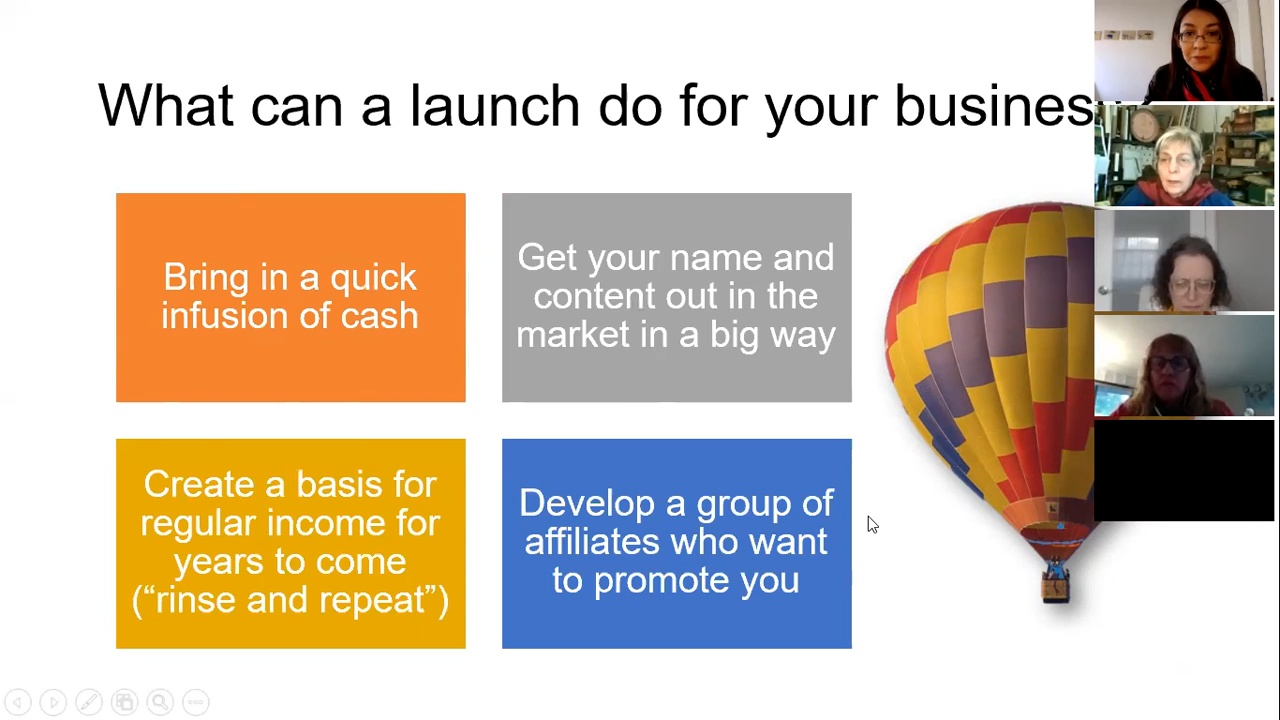 What can a launch do for your busines
Bring in a quick
infusion of cash
Get your name and
content out in the
market in a big way
Create a basis for
regular income for
years to come
(“rinse and repeat”)
Develop a group of
affiliates who want
to promote you